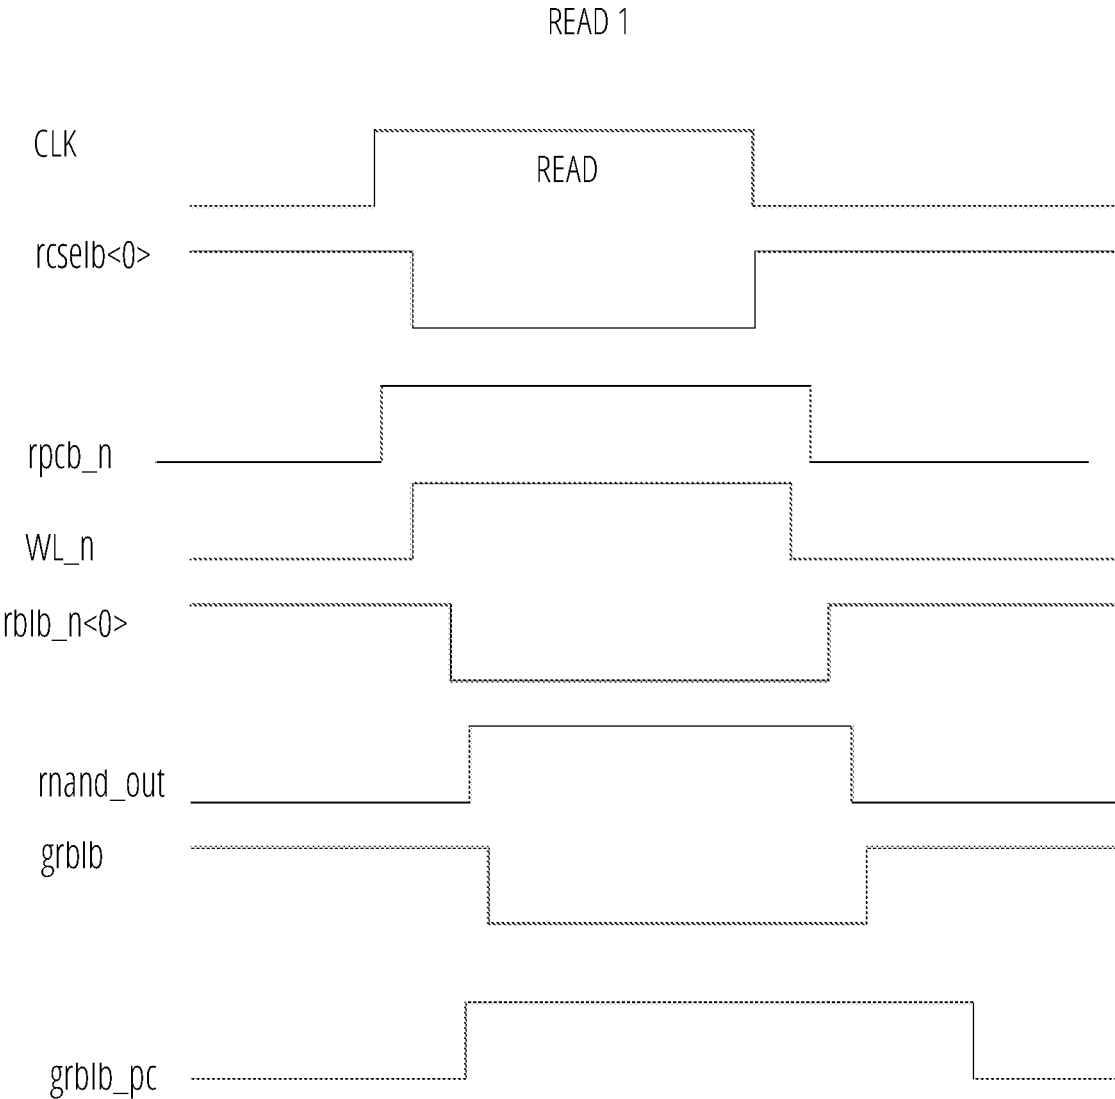 READ 1
CLK
READ
rcselb<0>
rpcb_n
WL_n
rblb_n<0>
rnand_out
grblb
grblb_pc